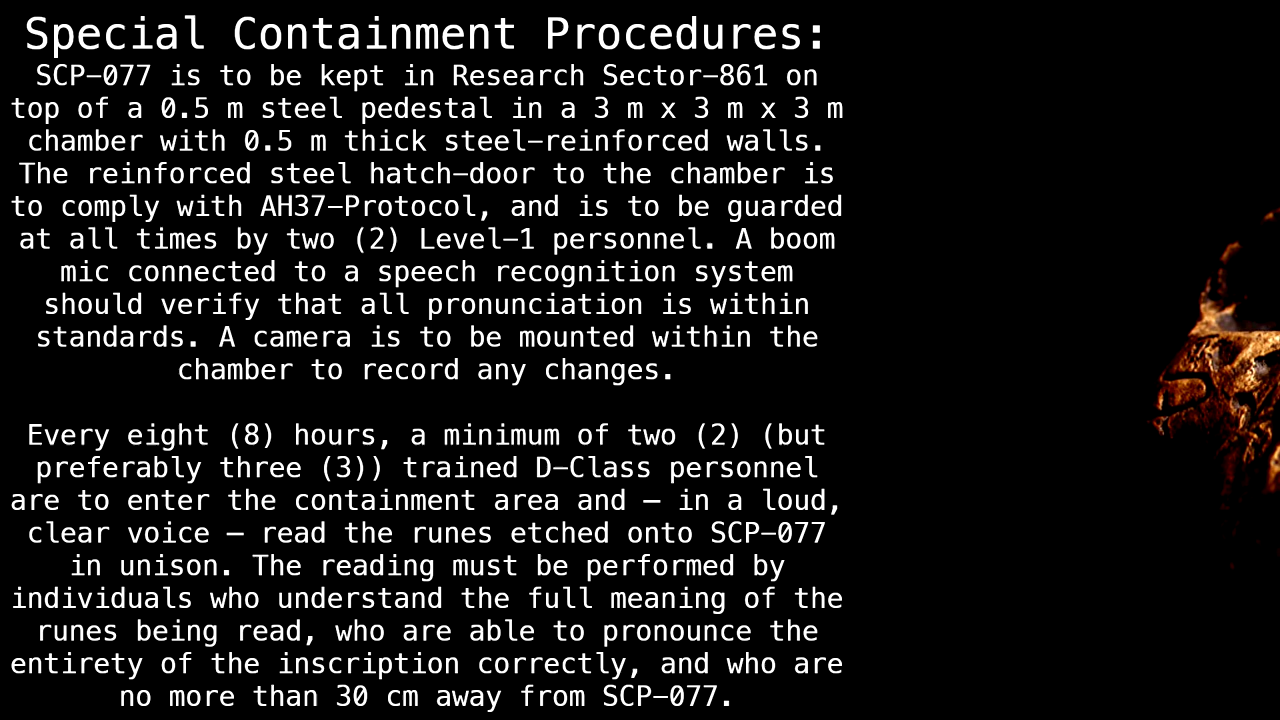 Special Containment Procedures:
SCP-077 is to be kept in Research Sector-861 on
top of a 0.5 m steel pedestal in a 3 m x 3 m x 3 m
chamber with 0.5 m thick steel-reinforced walls.
The reinforced steel hatch-door to the chamber is
to comply with AH37-Protocol, and is to be guarded
at all times by two (2) Level-1 personnel. A boom
mic connected to a speech recognition system
should verify that all pronunciation is within
standards. A camera is to be mounted within the
chamber to record any changes.
Every eight (8) hours, a minimum of two (2) (but
preferably three (3)) trained D-Class personnel
are to enter the containment area and — in a loud,
clear voice — read the runes etched onto SCP-077
in unison. The reading must be performed by
individuals who understand the full meaning of the
runes being read, who are able to pronounce the
entirety of the inscription correctly, and who are
no more than 30 cm away from SCP-077.